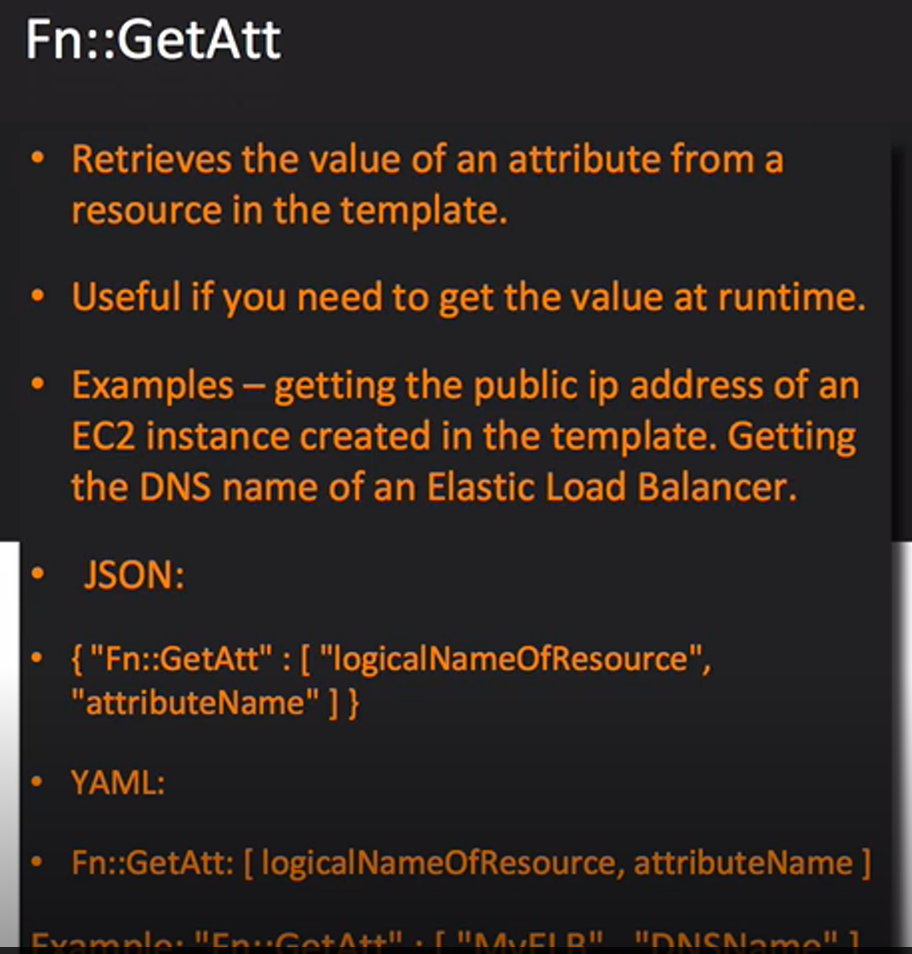 Fn::GetAtt
• Retrieves the value of an attribute from a
resource in the template.
• Useful if you need to get the value at runtime.
• Examples – getting the public ip address of an
EC2 instance created in the template. Getting
the DNS name of an Elastic Load Balancer.
• JSON:
• { "Fn::GetAtt" : [ "logicalNameOfResource",
"attributeName" ] }
• YAML:
• Fn::GetAtt: [ logicalNameOfResource, attributeName ]
Example: "Fn::GetAtt" : [ "MyELB" , "DNSName" ]